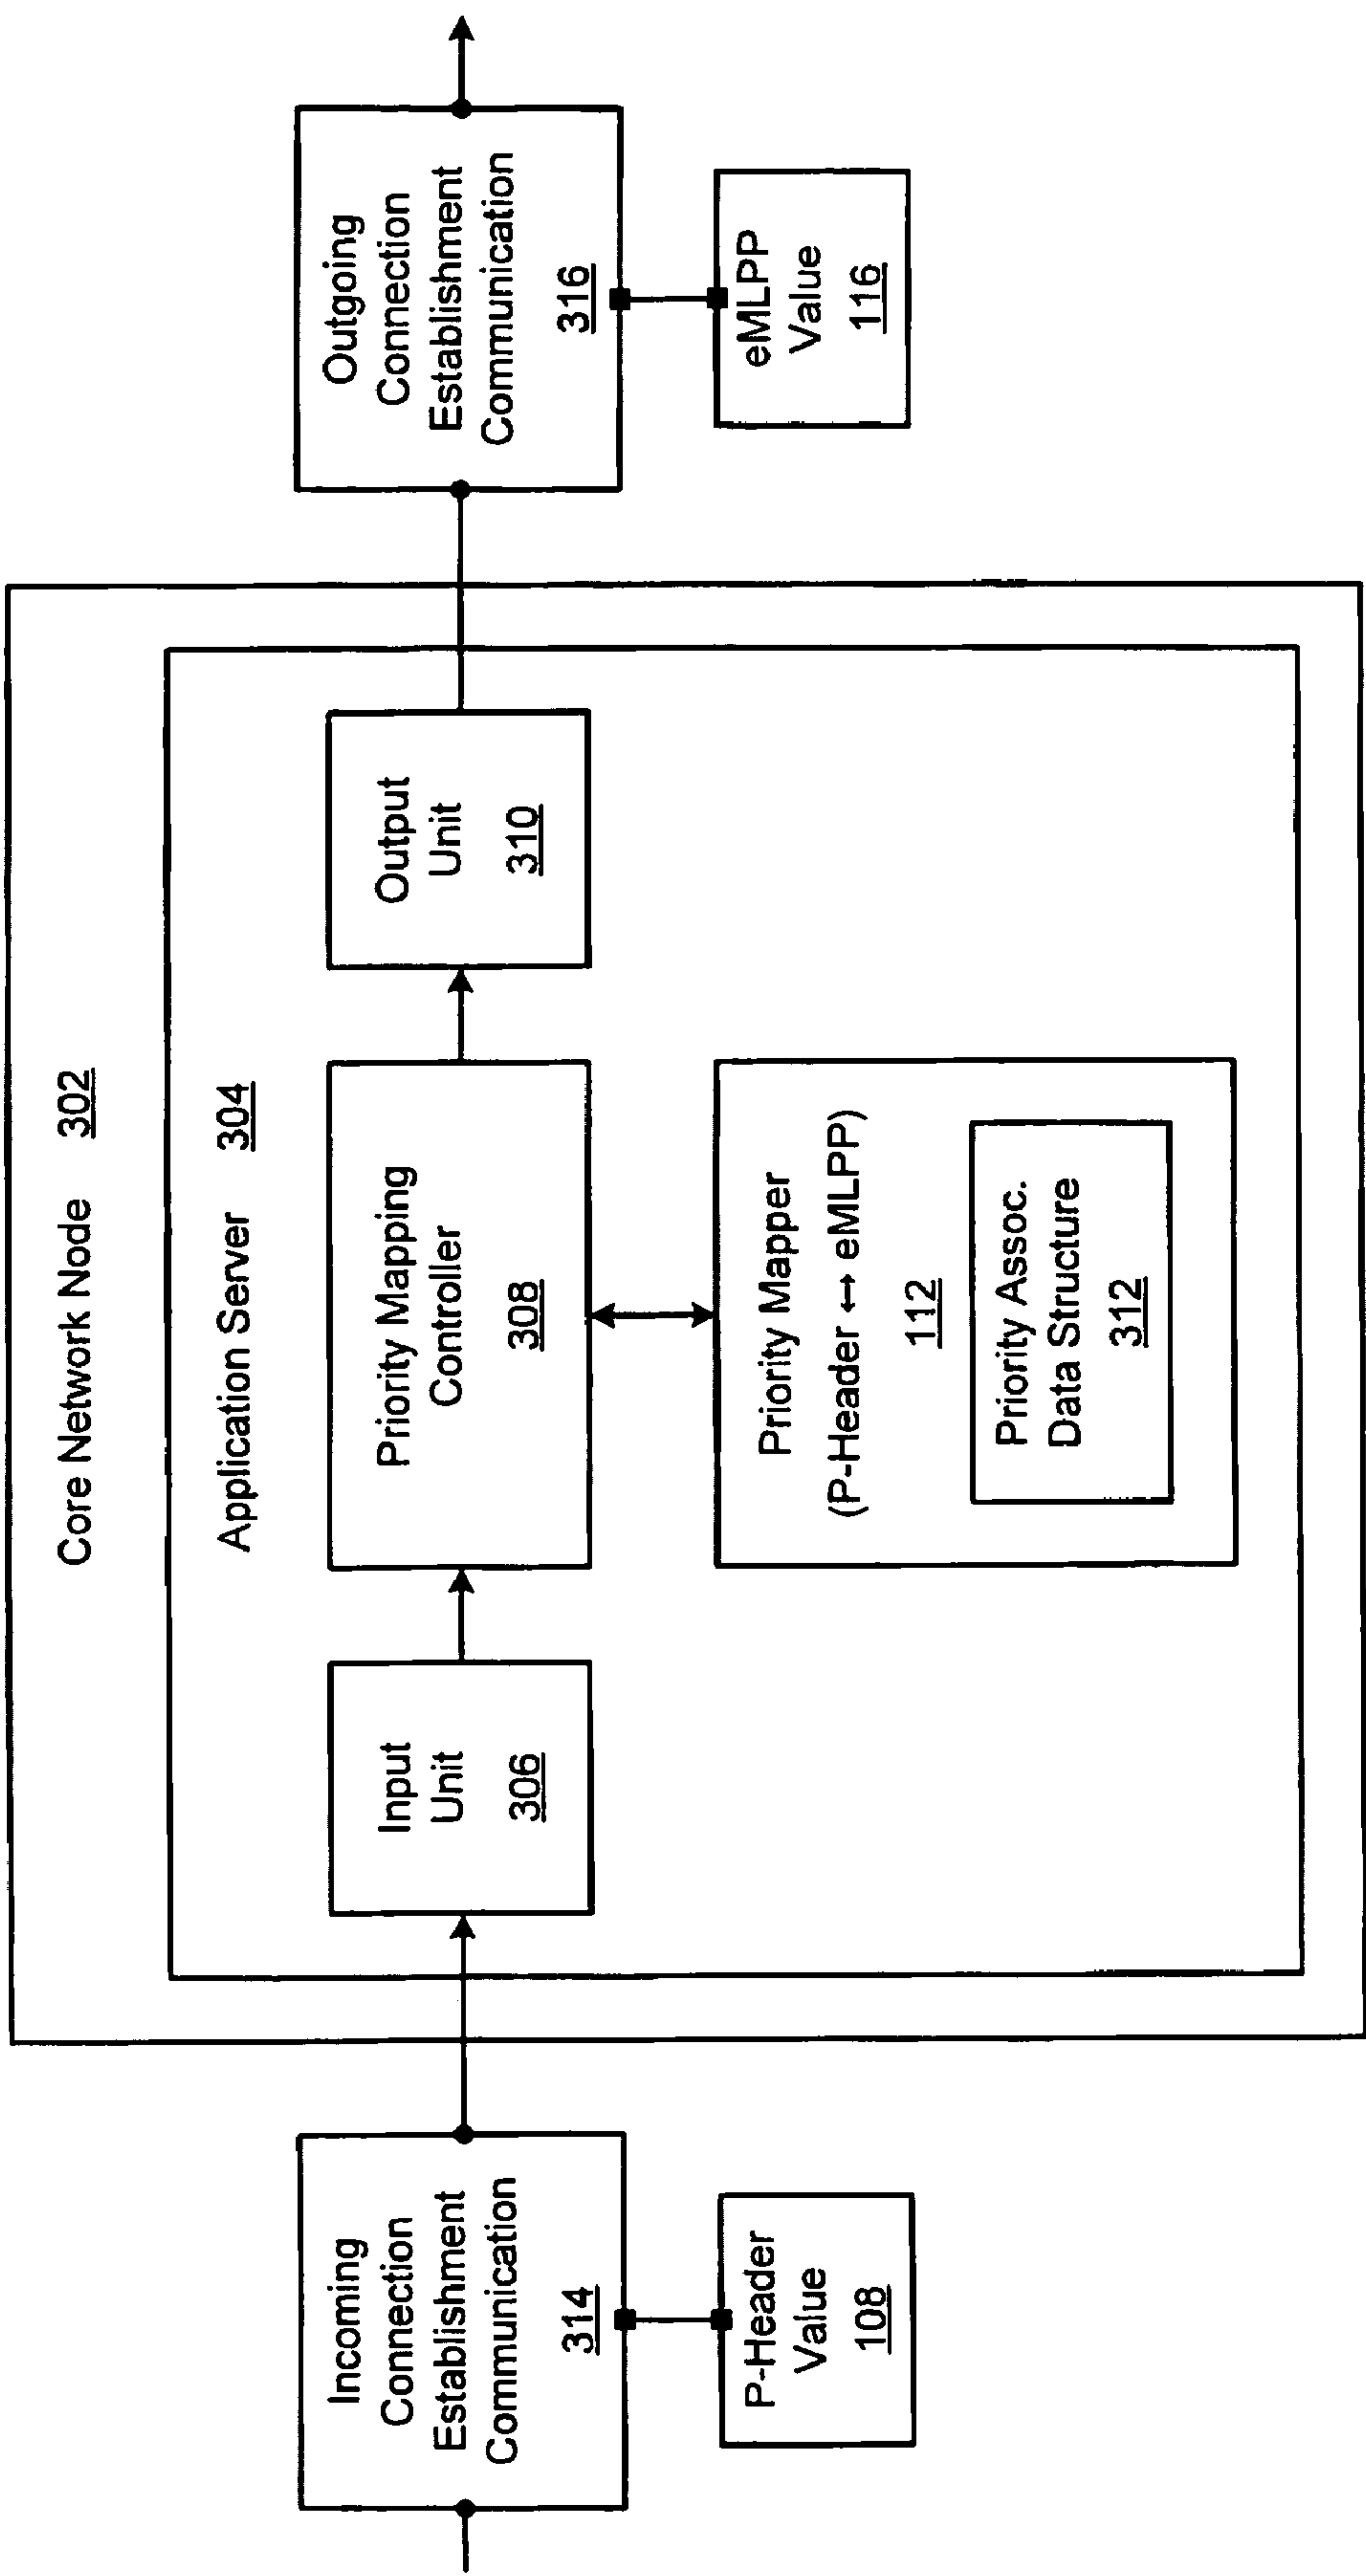 Core Network Node 302
Application Server 304
Incoming
Connection
Establishment
Communication
314
P-Header
Value
108
Input
Unit
306
Priority Mapping
Controller
308
Output
Unit
310
Priority Mapper
(P-Header ↔ eMLPP)
112
Priority Assoc.
Data Structure
312
Outgoing
Connection
Establishment
Communication
316
eMLPP
Value
116